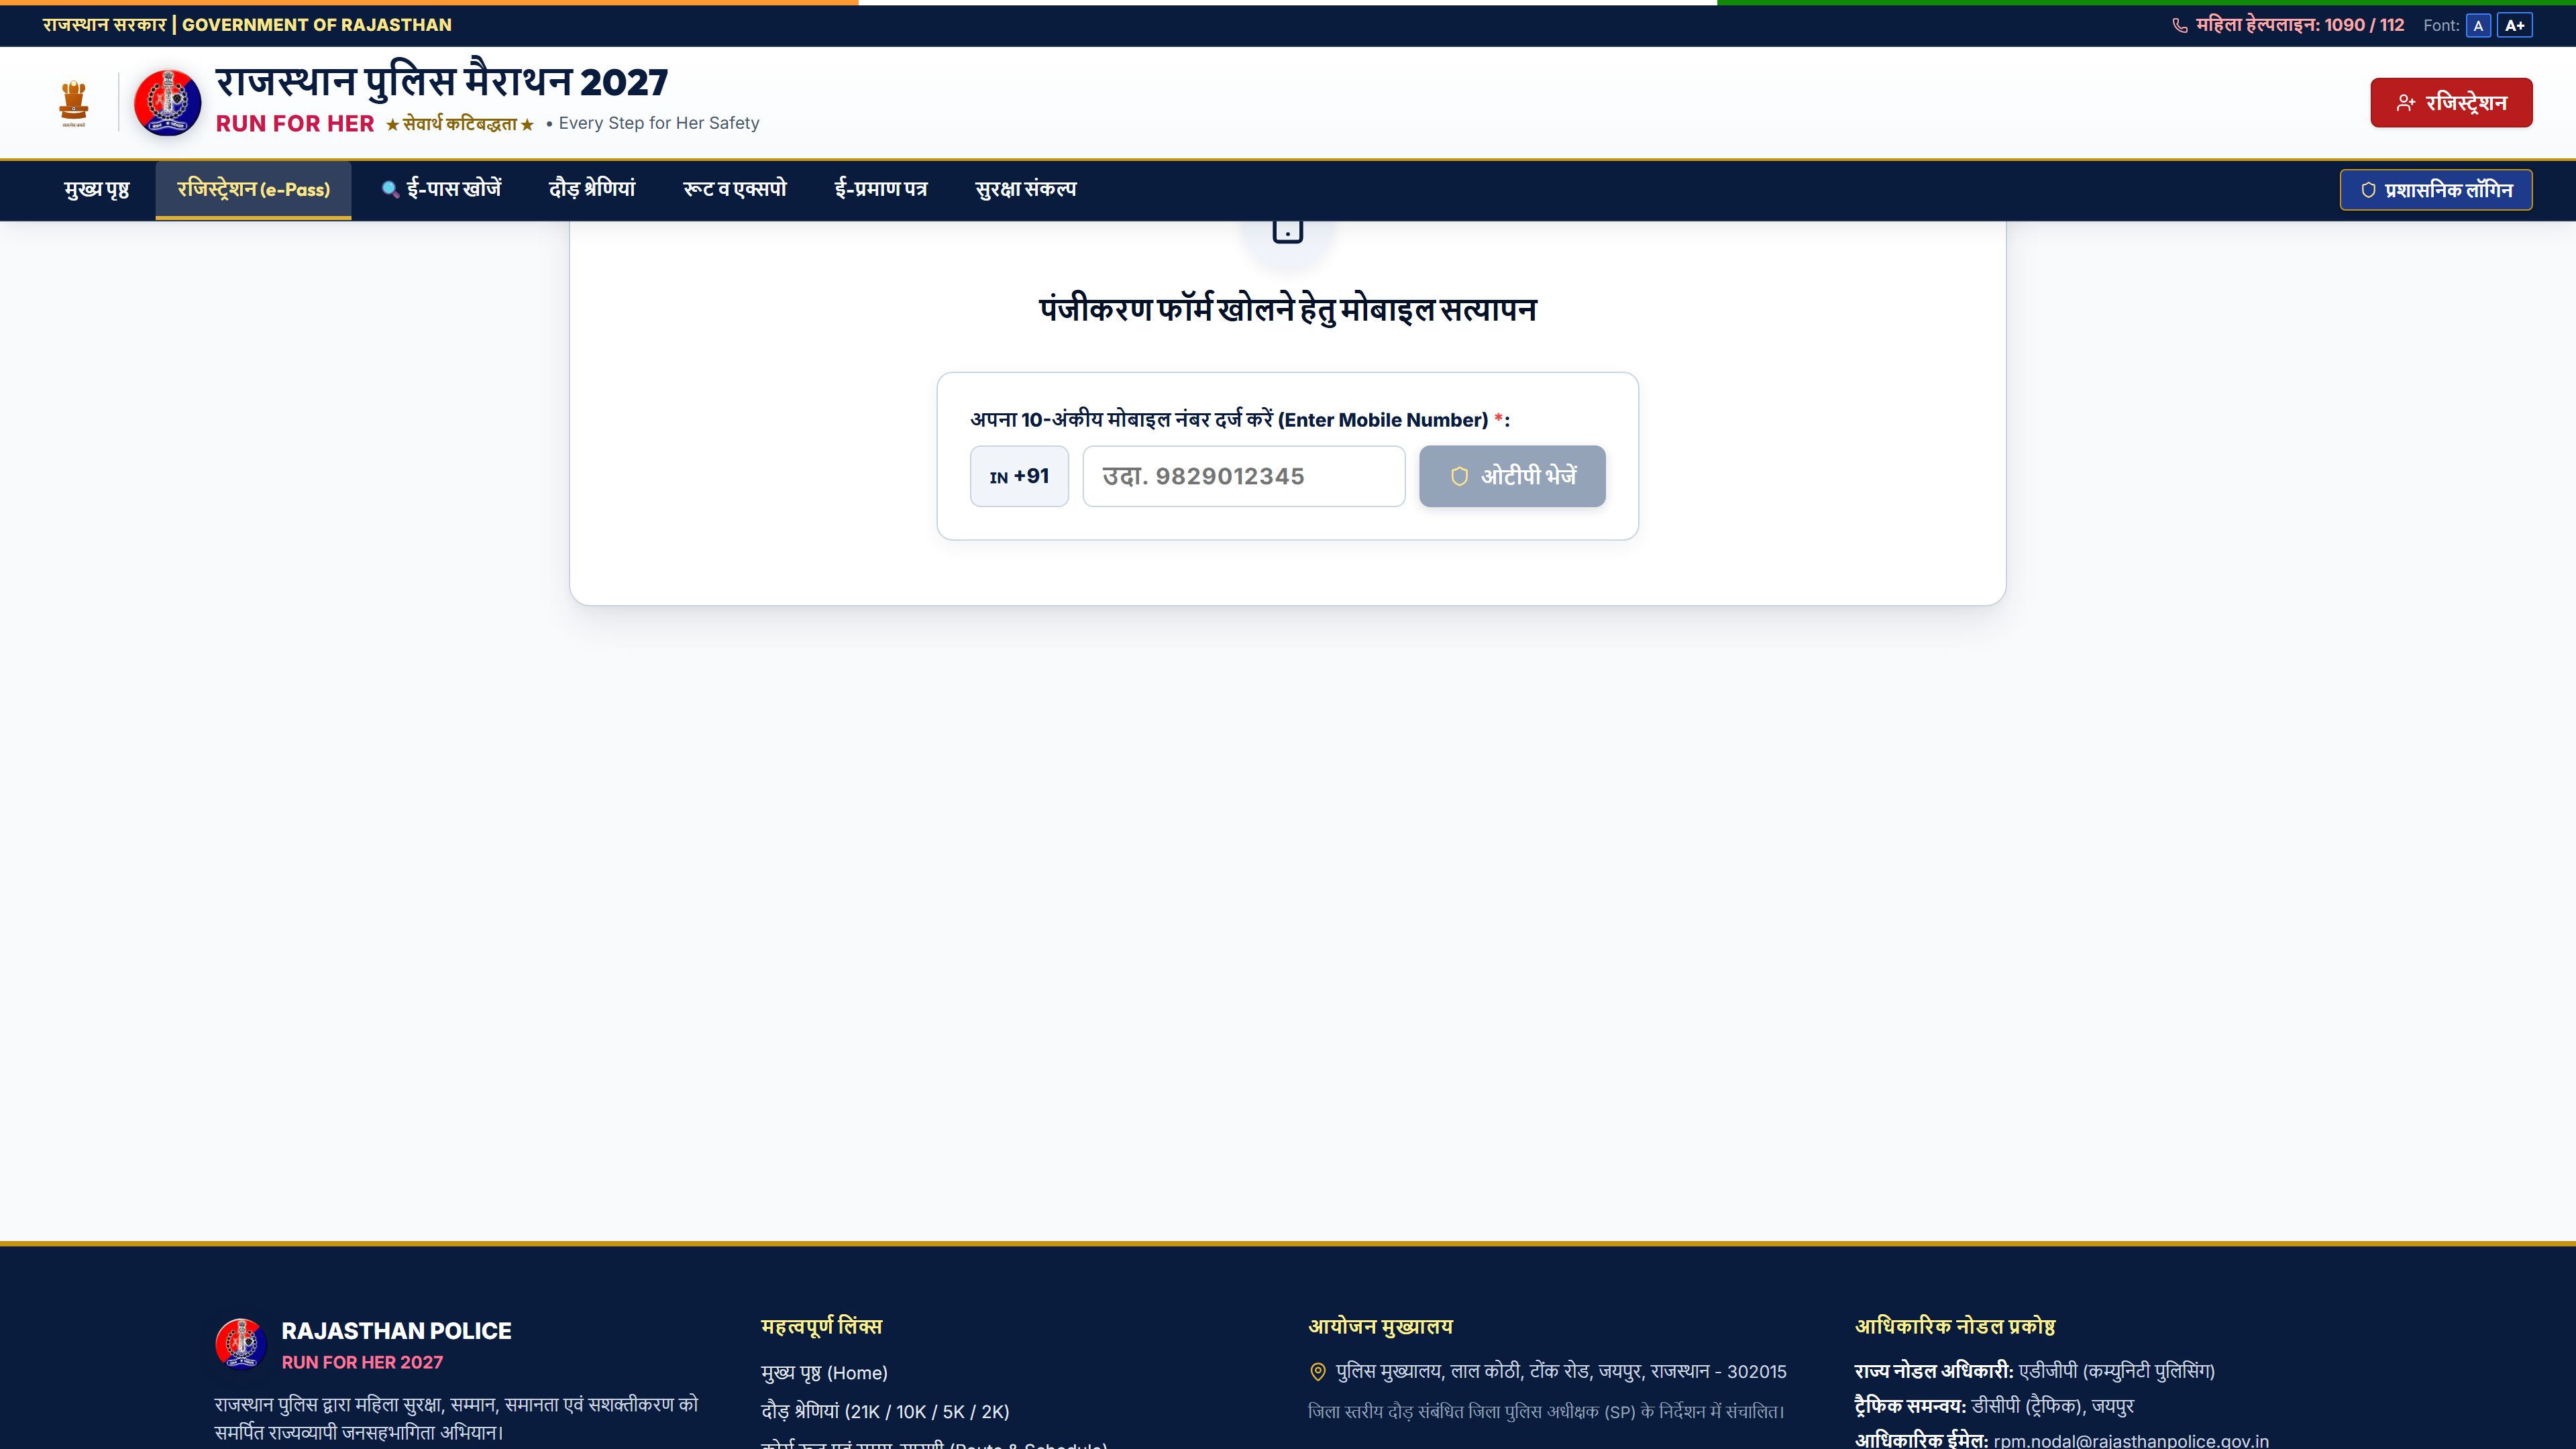 राजस्थान सरकार | GOVERNMENT OF RAJASTHAN
महिला हेल्पलाइन: 1090 / 112 Font: A A+
राजस्थान पुलिस मैराथन 2027
RUN FOR HER ★ सेवार्थ कटिबद्धता ★ • Every Step for Her Safety
रजिस्ट्रेशन
मुख्य पृष्ठ रजिस्ट्रेशन (e-Pass) ई-पास खोजें दौड़ श्रेणियां रूट व एक्सपो ई-प्रमाण पत्र सुरक्षा संकल्प प्रशासनिक लॉगिन
पंजीकरण फॉर्म खोलने हेतु मोबाइल सत्यापन
अपना 10-अंकीय मोबाइल नंबर दर्ज करें (Enter Mobile Number) *:
IN +91 उदा. 9829012345 ओटीपी भेजें
RAJASTHAN POLICE
RUN FOR HER 2027
राजस्थान पुलिस द्वारा महिला सुरक्षा, सम्मान, समानता एवं सशक्तीकरण को
समर्पित राज्यव्यापी जनसहभागिता अभियान।
महत्वपूर्ण लिंक्स
मुख्य पृष्ठ (Home)
दौड़ श्रेणियां (21K / 10K / 5K / 2K)
कोर्स रूट एवं समय-सारणी (Route & Schedule)
आयोजन मुख्यालय
पुलिस मुख्यालय, लाल कोठी, टोंक रोड, जयपुर, राजस्थान - 302015
जिला स्तरीय दौड़ संबंधित जिला पुलिस अधीक्षक (SP) के निर्देशन में संचालित।
आधिकारिक नोडल प्रकोष्ठ
राज्य नोडल अधिकारी: एडीजीपी (कम्युनिटी पुलिसिंग)
ट्रैफिक समन्वय: डीसीपी (ट्रैफिक), जयपुर
आधिकारिक ईमेल: rpm.nodal@rajasthanpolice.gov.in